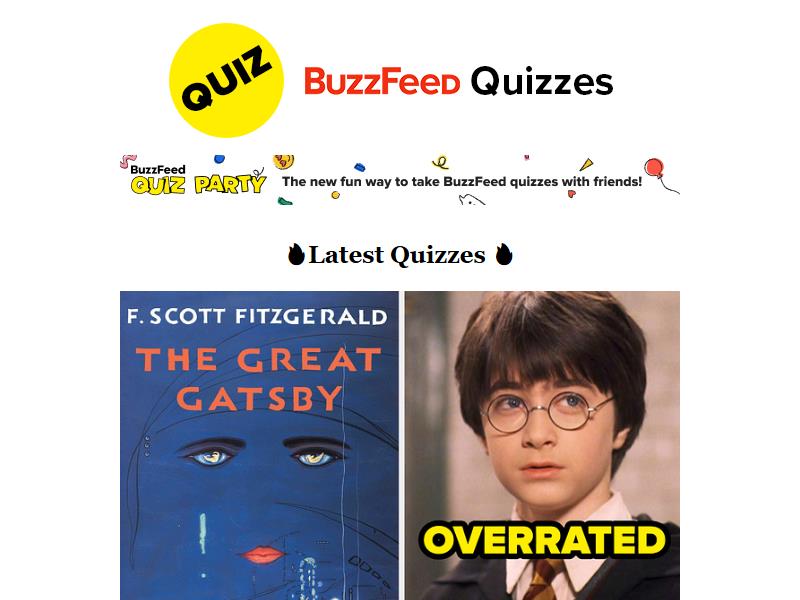 QUIZ
BuzzFeed Quizzes
BuzzFeed
QUIZ PARTY
The new fun way to take BuzzFeed quizzes with friends!
Latest Quizzes
F. SCOTT FITZGERALD
THE GREAT
GATSBY
OVERRATED